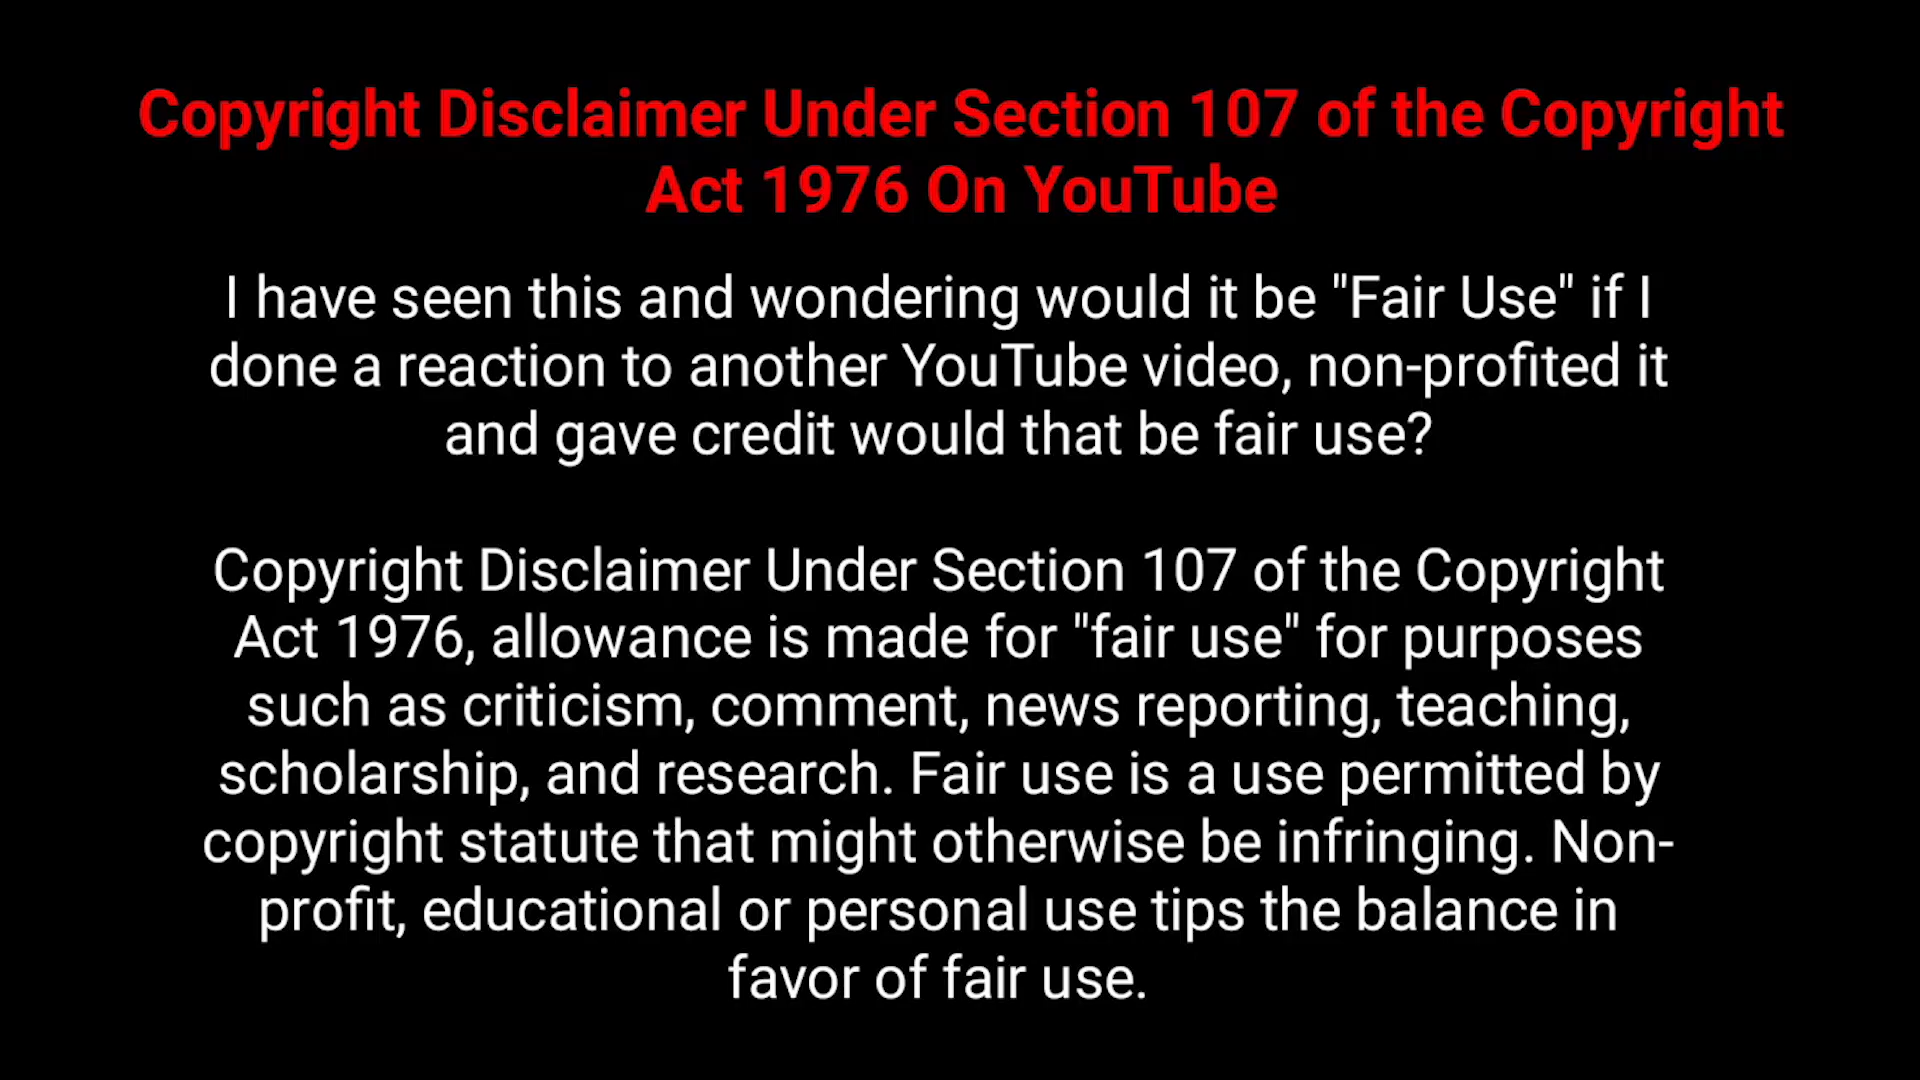 Copyright Disclaimer Under Section 107 of the Copyright
Act 1976 On YouTube
I have seen this and wondering would it be "Fair Use" if I
done a reaction to another YouTube video, non-profited it
and gave credit would that be fair use?
Copyright Disclaimer Under Section 107 of the Copyright
Act 1976, allowance is made for "fair use" for purposes
such as criticism, comment, news reporting, teaching,
scholarship, and research. Fair use is a use permitted by
copyright statute that might otherwise be infringing. Non-
profit, educational or personal use tips the balance in
favor of fair use.